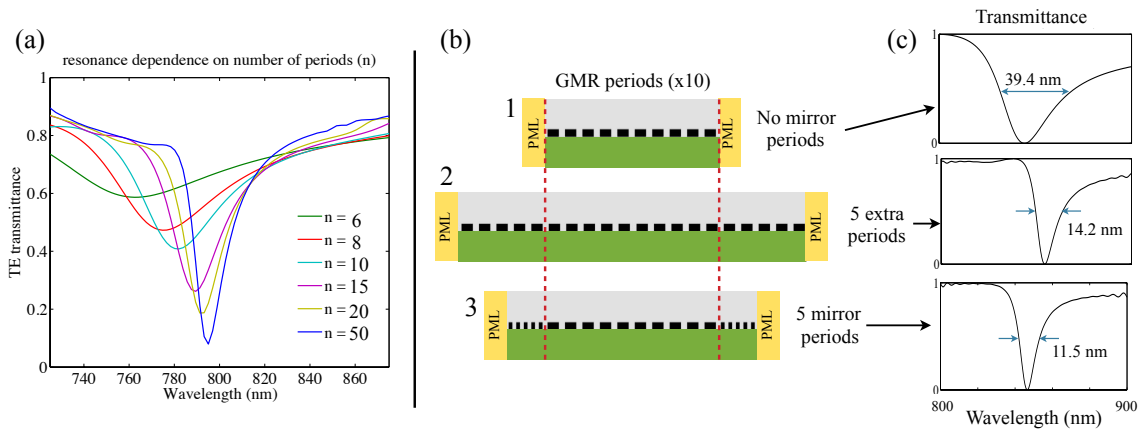 (a)
resonance dependence on number of periods (n)
TE transmittance
1
0.8
0.6
0.4
0.2
0
740 760 780 800 820 840 860
Wavelength (nm)
n = 6
n = 8
n = 10
n = 15
n = 20
n = 50
(b)
GMR periods (x10)
1
PML
PML
No mirror
periods
2
PML
PML
5 extra
periods
3
PML
PML
5 mirror
periods
(c)
Transmittance
1
39.4 nm
0
1
14.2 nm
0
1
11.5 nm
0
800 900
Wavelength (nm)